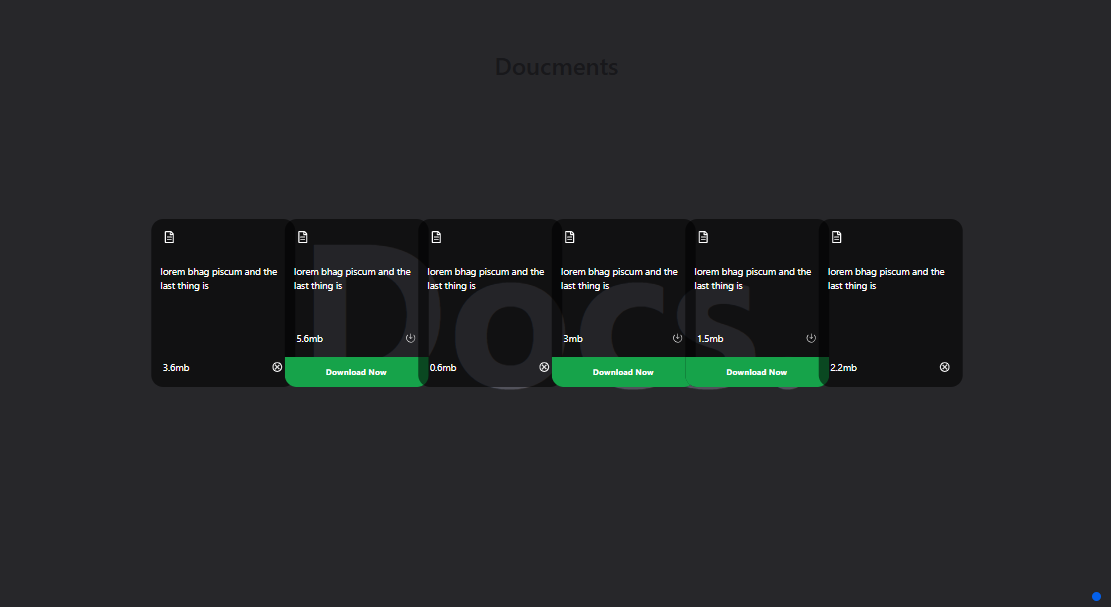 Doucments
Docs.
lorem bhag piscum and the
last thing is
3.6mb
lorem bhag piscum and the
last thing is
5.6mb
Download Now
lorem bhag piscum and the
last thing is
0.6mb
lorem bhag piscum and the
last thing is
3mb
Download Now
lorem bhag piscum and the
last thing is
1.5mb
Download Now
lorem bhag piscum and the
last thing is
2.2mb